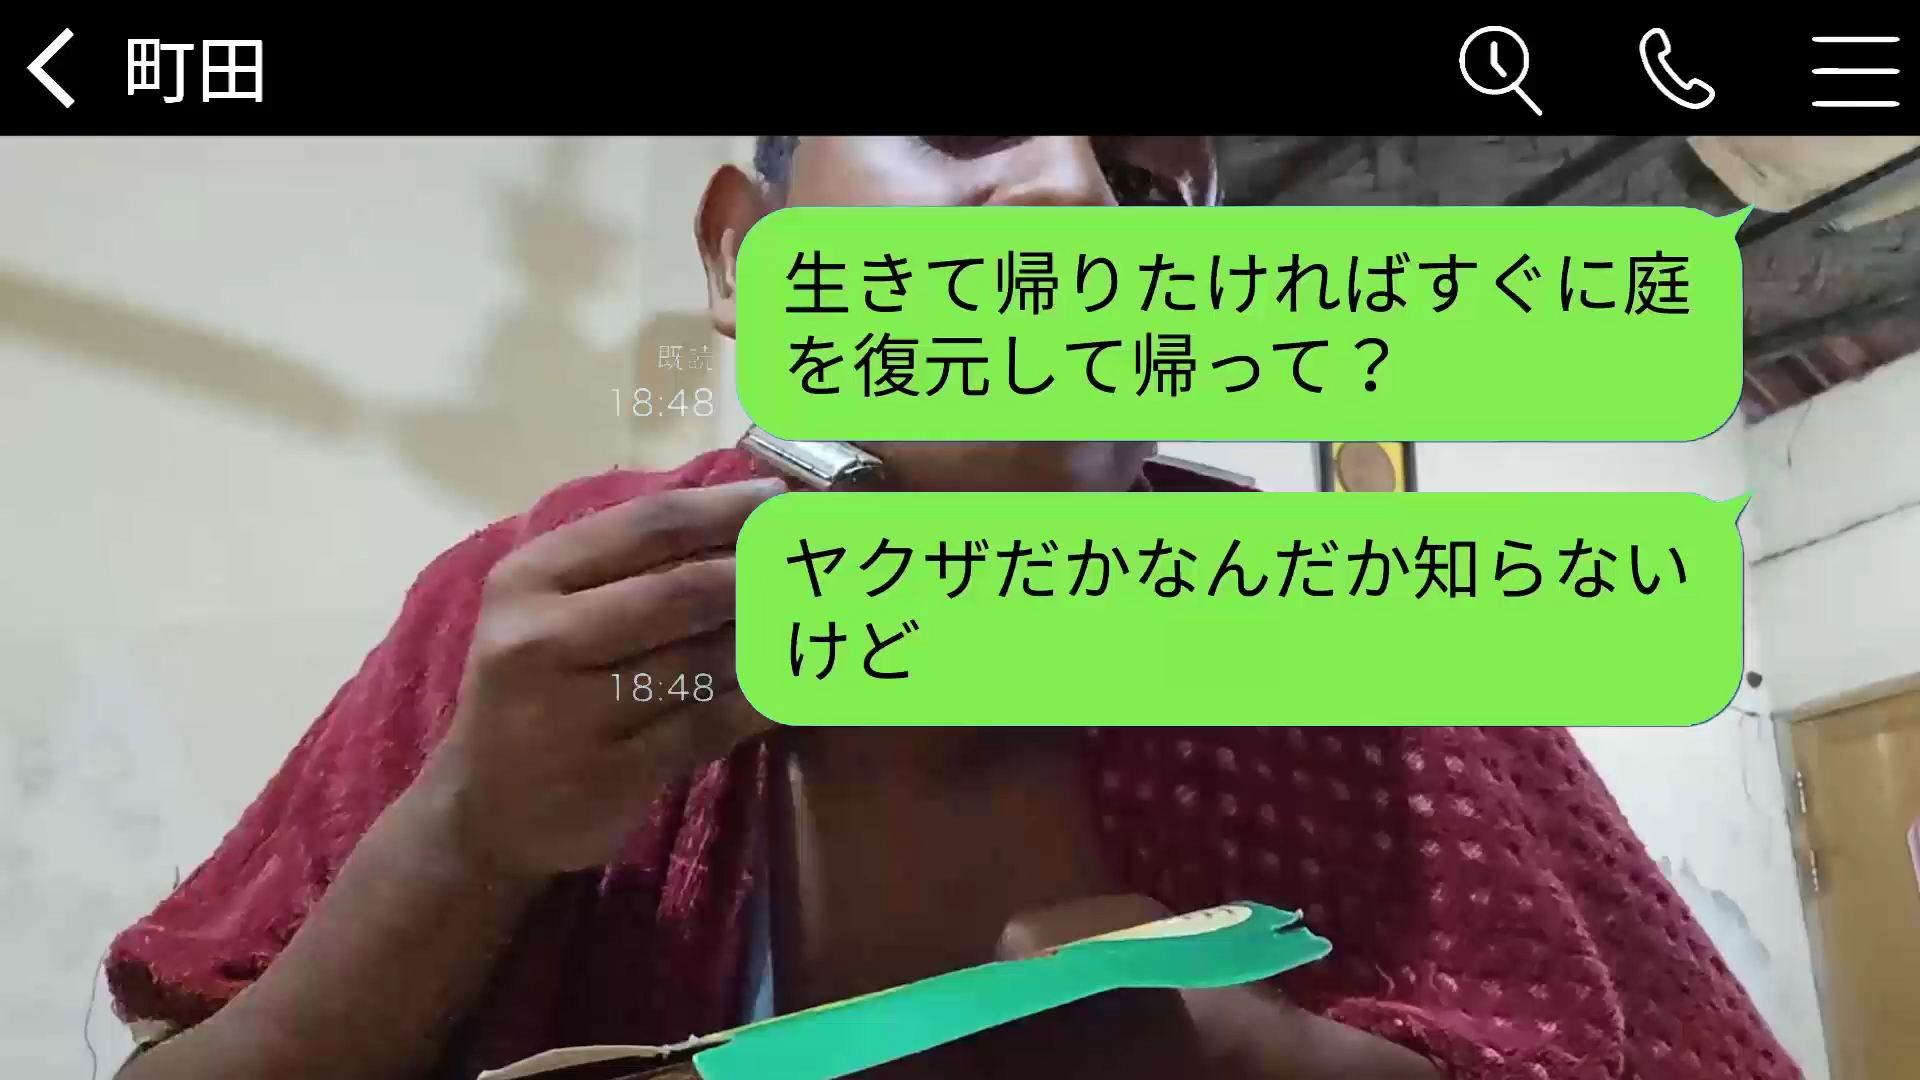 町田
生きて帰りたければすぐに庭
を復元して帰って？
既読
18:48
ヤクザだかなんだか知らない
けど
18:48